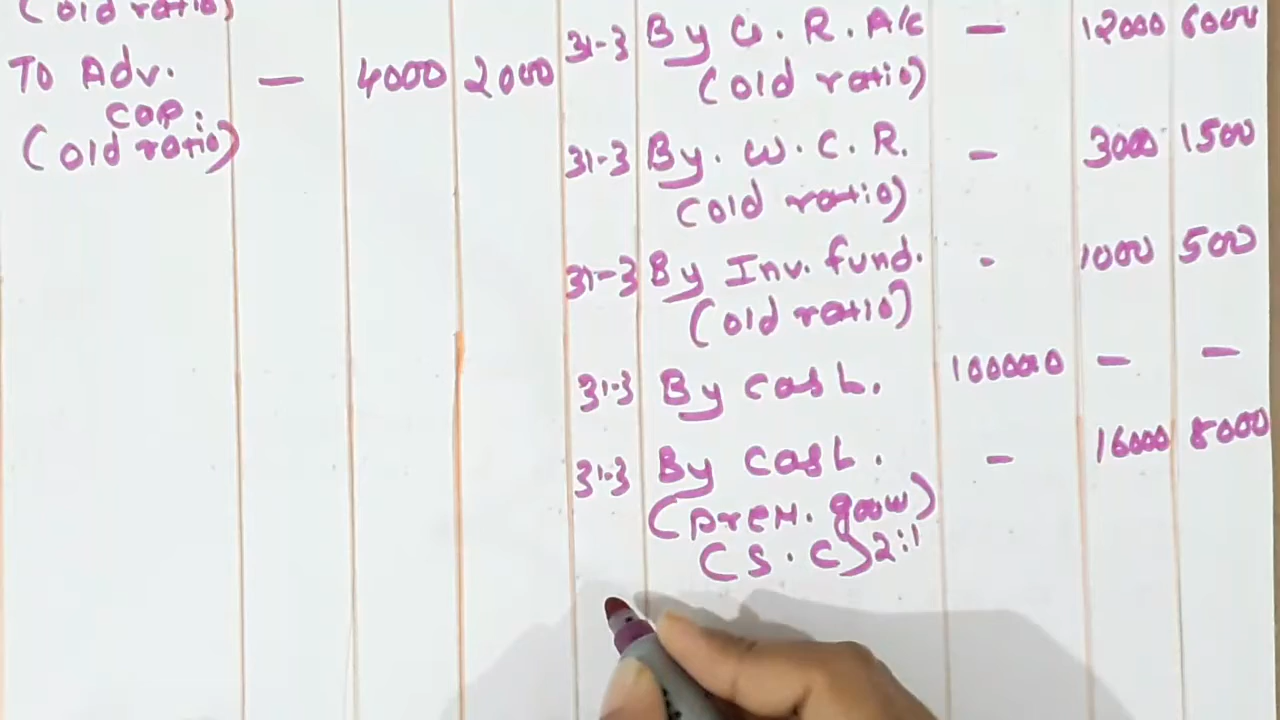 (old ratio)
To Adv. — 4000 2000
cap.
(old ratio)
31-3 By G. R. A/c — 12000 6000
(old ratio)
31-3 By. W. C. R. - 3000 1500
(old ratio)
31-3 By Inv. fund. - 1000 500
(old ratio)
31-3 By cash. 100000 — —
31-3 By cash. — 16000 8000
(prem. goow)
(S. C) 2:1